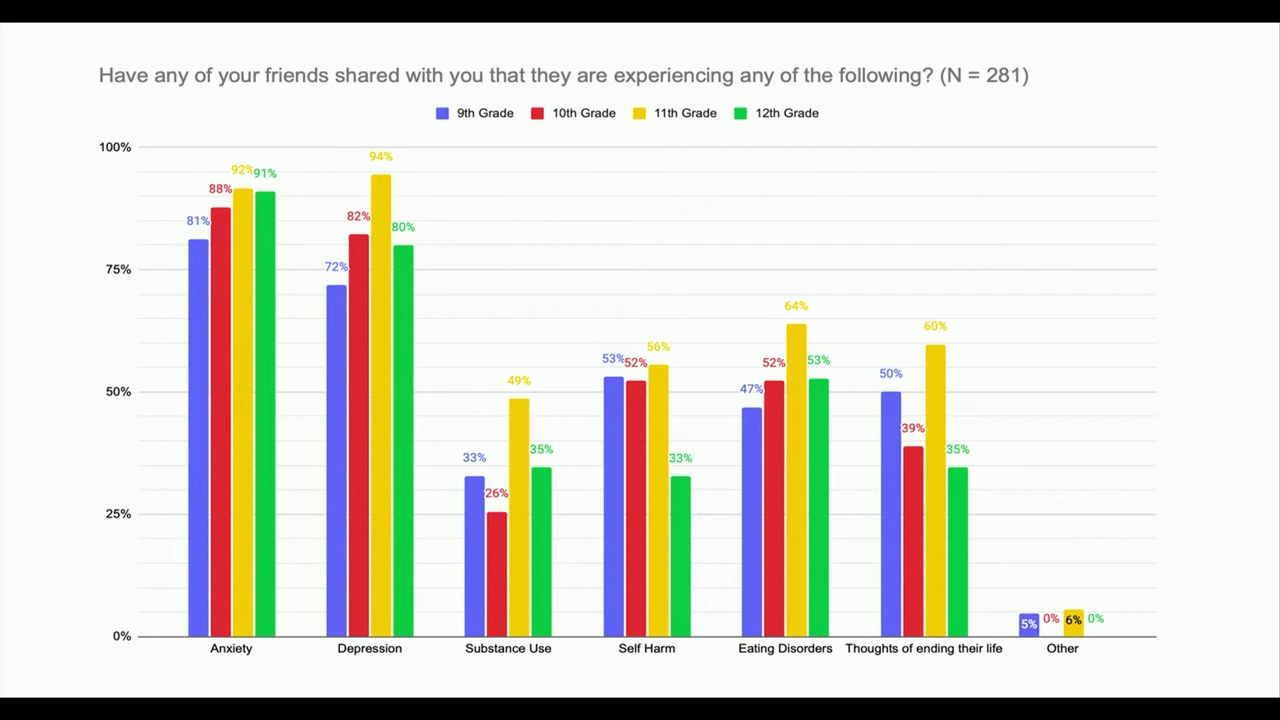 Have any of your friends shared with you that they are experiencing any of the following? (N = 281)
9th Grade 10th Grade 11th Grade 12th Grade
100%
75%
50%
25%
0%
81% 88% 92% 91%
72% 82% 94% 80%
33% 26% 49% 35%
53% 52% 56% 33%
47% 52% 64% 53%
50% 39% 60% 35%
5% 0% 6% 0%
Anxiety Depression Substance Use Self Harm Eating Disorders Thoughts of ending their life Other